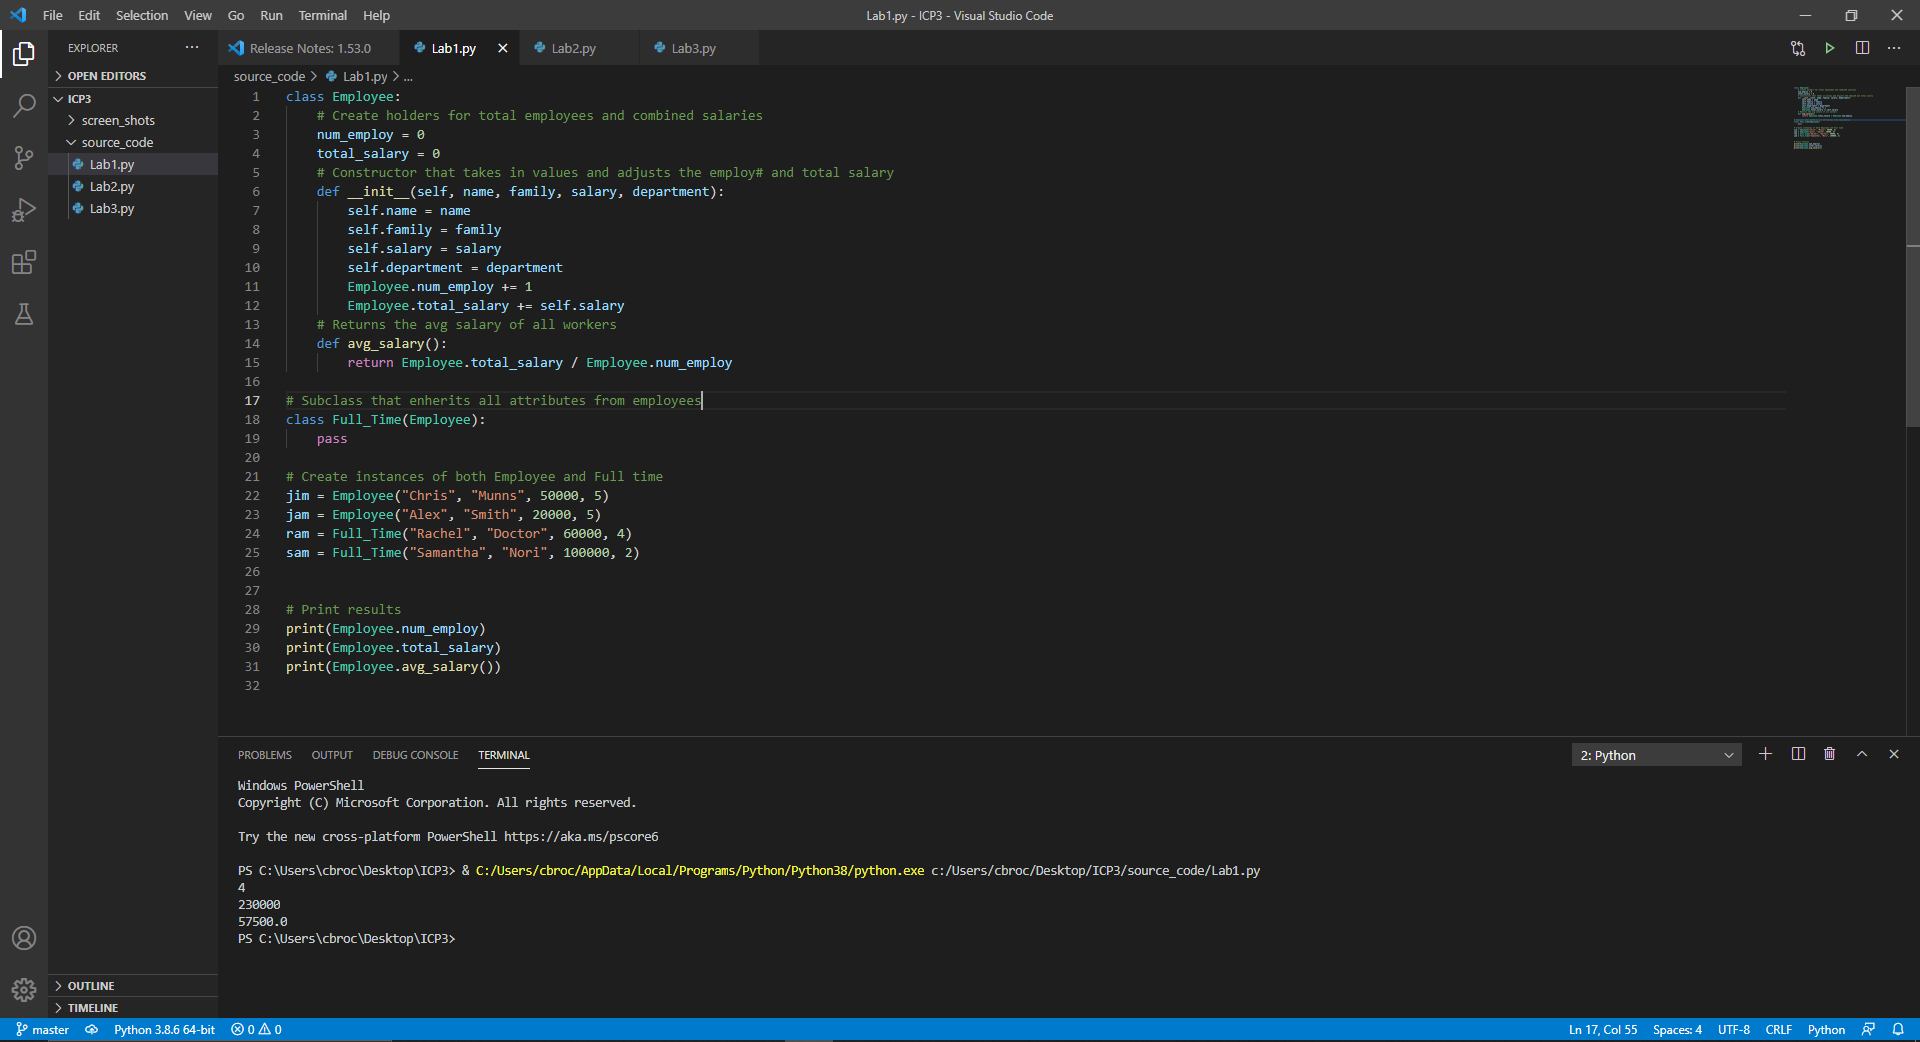 File Edit Selection View Go Run Terminal Help
Lab1.py - ICP3 - Visual Studio Code
EXPLORER
OPEN EDITORS
ICP3
screen_shots
source_code
Lab1.py
Lab2.py
Lab3.py
OUTLINE
TIMELINE
Release Notes: 1.53.0 Lab1.py Lab2.py Lab3.py
source_code > Lab1.py > ...
1 class Employee:
2     # Create holders for total employees and combined salaries
3     num_employ = 0
4     total_salary = 0
5     # Constructor that takes in values and adjusts the employ# and total salary
6     def __init__(self, name, family, salary, department):
7         self.name = name
8         self.family = family
9         self.salary = salary
10         self.department = department
11         Employee.num_employ += 1
12         Employee.total_salary += self.salary
13     # Returns the avg salary of all workers
14     def avg_salary():
15         return Employee.total_salary / Employee.num_employ
16
17 # Subclass that enherits all attributes from employees
18 class Full_Time(Employee):
19     pass
20
21 # Create instances of both Employee and Full time
22 jim = Employee("Chris", "Munns", 50000, 5)
23 jam = Employee("Alex", "Smith", 20000, 5)
24 ram = Full_Time("Rachel", "Doctor", 60000, 4)
25 sam = Full_Time("Samantha", "Nori", 100000, 2)
26
27
28 # Print results
29 print(Employee.num_employ)
30 print(Employee.total_salary)
31 print(Employee.avg_salary())
32
PROBLEMS OUTPUT DEBUG CONSOLE TERMINAL
2: Python
Windows PowerShell
Copyright (C) Microsoft Corporation. All rights reserved.
Try the new cross-platform PowerShell https://aka.ms/pscore6
PS C:\Users\cbroc\Desktop\ICP3> & C:/Users/cbroc/AppData/Local/Programs/Python/Python38/python.exe c:/Users/cbroc/Desktop/ICP3/source_code/Lab1.py
4
230000
57500.0
PS C:\Users\cbroc\Desktop\ICP3>
master Python 3.8.6 64-bit 0 0 Ln 17, Col 55 Spaces: 4 UTF-8 CRLF Python